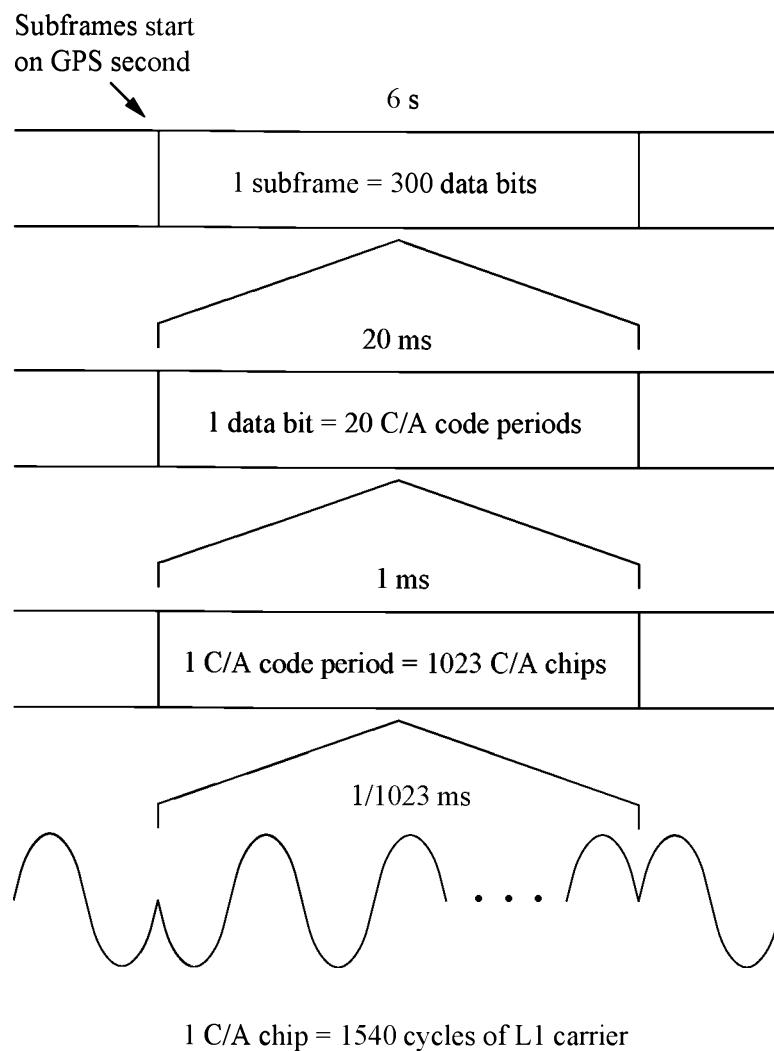 Subframes start
on GPS second
6 s
1 subframe = 300 data bits
20 ms
1 data bit = 20 C/A code periods
1 ms
1 C/A code period = 1023 C/A chips
1/1023 ms
1 C/A chip = 1540 cycles of L1 carrier